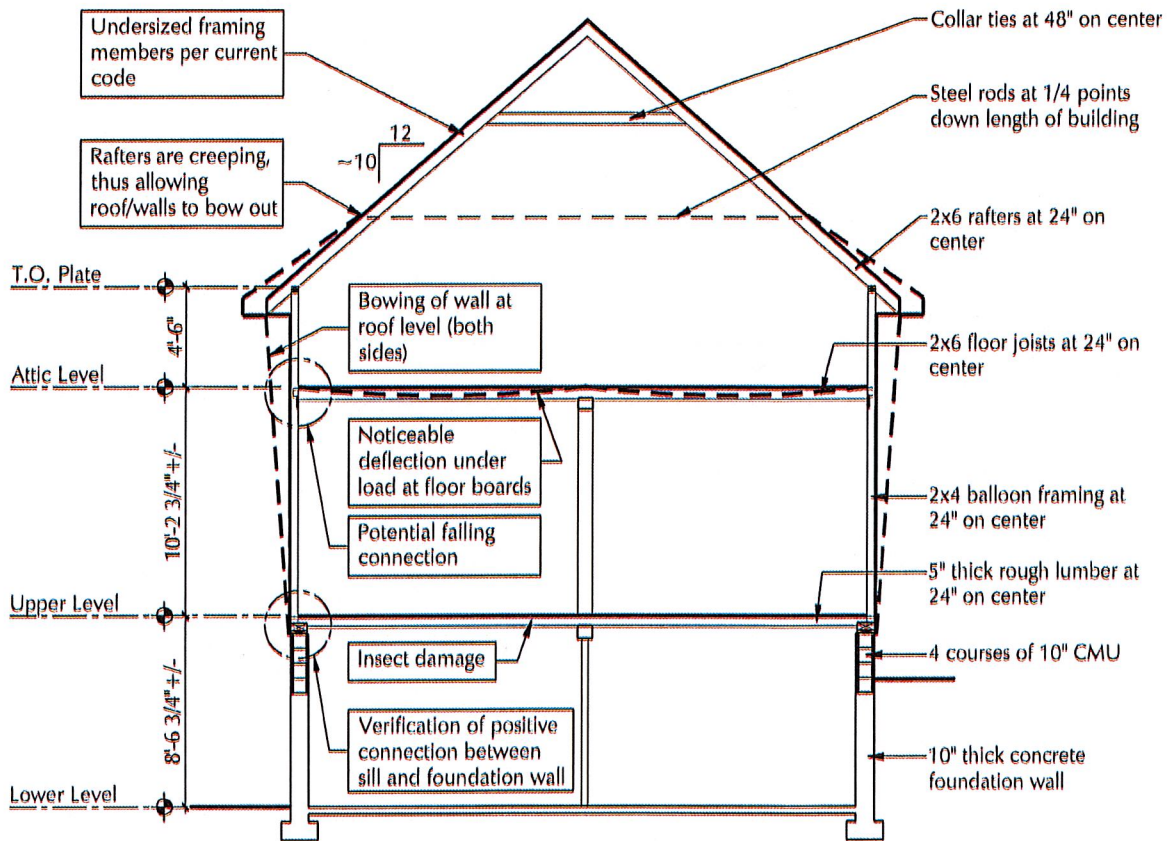 Undersized framing
members per current
code
Rafters are creeping,
thus allowing
roof/walls to bow out
12
~10
Collar ties at 48" on center
Steel rods at 1/4 points
down length of building
2x6 rafters at 24" on
center
T.O. Plate
4'-6"
Bowing of wall at
roof level (both
sides)
2x6 floor joists at 24" on
center
Attic Level
10'-2 3/4"+/-
Noticeable
deflection under
load at floor boards
Potential failing
connection
2x4 balloon framing at
24" on center
5" thick rough lumber at
24" on center
Upper Level
8'-6 3/4"+/-
Insect damage
4 courses of 10" CMU
Verification of positive
connection between
sill and foundation wall
10" thick concrete
foundation wall
Lower Level